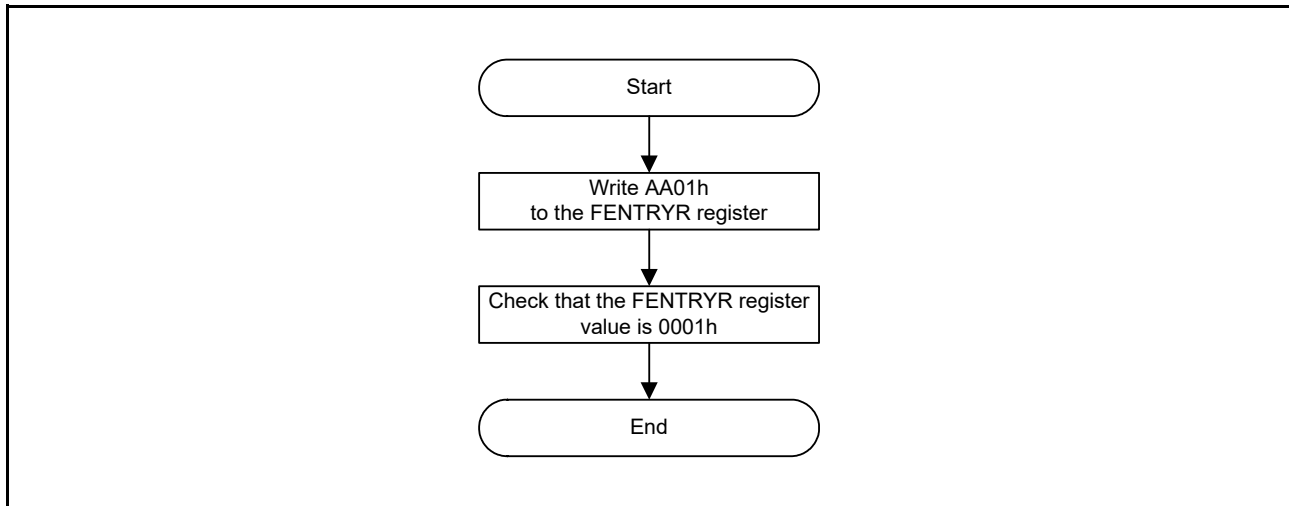 Start
Write AA01h
to the FENTRYR register
Check that the FENTRYR register
value is 0001h
End